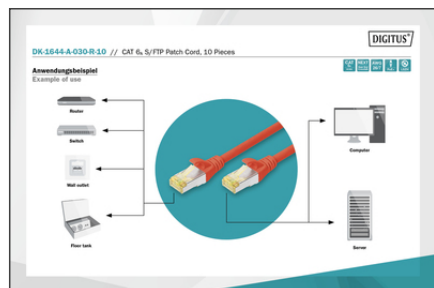 DIGITUS®
DK-1644-A-030-R-10 // CAT 6A S/FTP Patch Cord, 10 Pieces
Anwendungsbeispiel
Example of use
Router
Switch
Wall outlet
Floor tank
Computer
Server